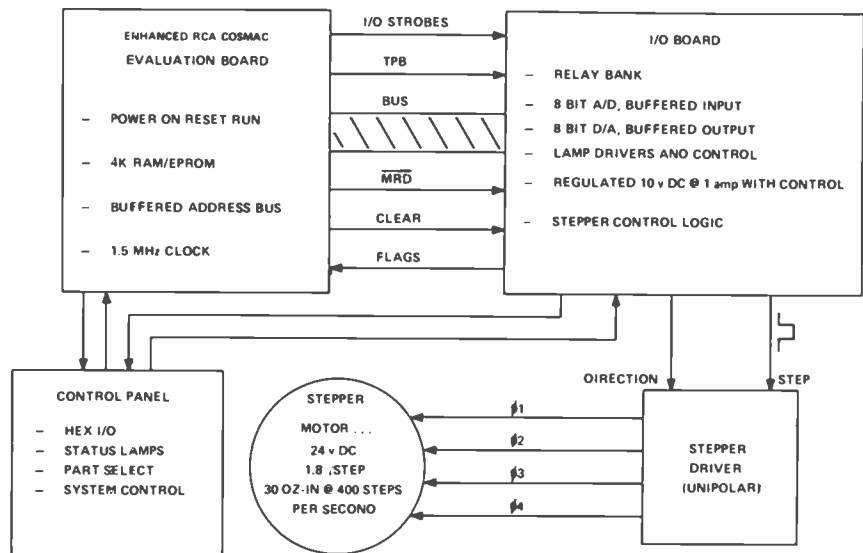 ENHANCED RCA COSMAC
EVALUATION BOARD
– POWER ON RESET RUN
– 4K RAM/EPROM
– BUFFERED ADDRESS BUS
– 1.5 MHz CLOCK
I/O STROBES
TPB
BUS
MRD
CLEAR
FLAGS
I/O BOARD
– RELAY BANK
– 8 BIT A/D, BUFFERED INPUT
– 8 BIT D/A, BUFFERED OUTPUT
– LAMP DRIVERS AND CONTROL
– REGULATED 10 v DC @ 1 amp WITH CONTROL
– STEPPER CONTROL LOGIC
DIRECTION
STEP
CONTROL PANEL
– HEX I/O
– STATUS LAMPS
– PART SELECT
– SYSTEM CONTROL
STEPPER
MOTOR . . .
24 v DC
1.8 /STEP
30 OZ-IN @ 400 STEPS
PER SECOND
ϕ1
ϕ2
ϕ3
ϕ4
STEPPER
DRIVER
(UNIPOLAR)